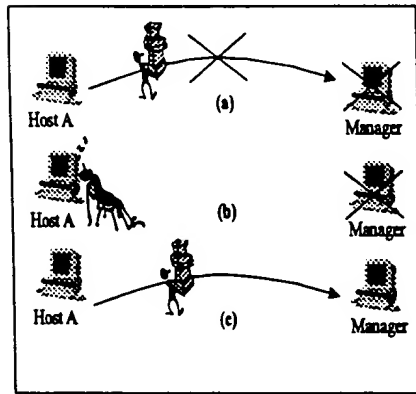 (a)
Host A
Manager
z z
(b)
Host A
Manager
Host A
(c)
Manager